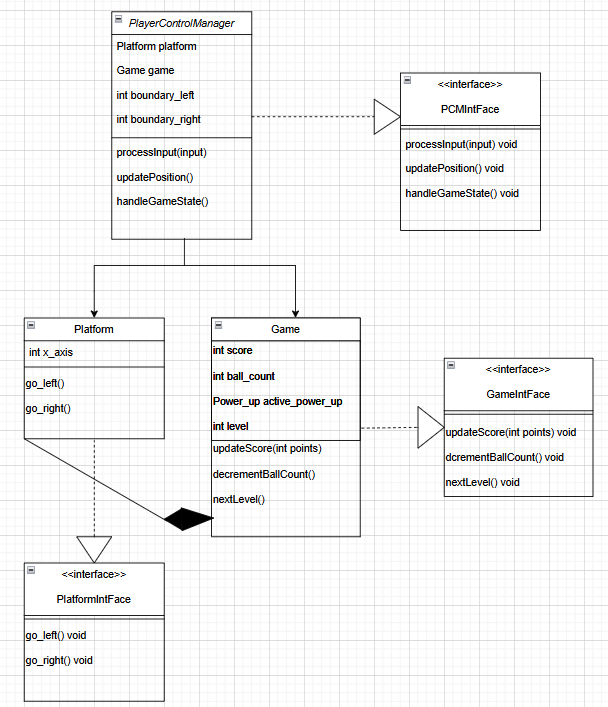 PlayerControlManager
Platform platform
Game game
int boundary_left
int boundary_right
processInput(input)
updatePosition()
handleGameState()
<<interface>>
PCMIntFace
processInput(input) void
updatePosition() void
handleGameState() void
Platform
int x_axis
go_left()
go_right()
Game
int score
int ball_count
Power_up active_power_up
int level
updateScore(int points)
decrementBallCount()
nextLevel()
<<interface>>
GameIntFace
updateScore(int points) void
dcrementBallCount() void
nextLevel() void
<<interface>>
PlatformIntFace
go_left() void
go_right() void